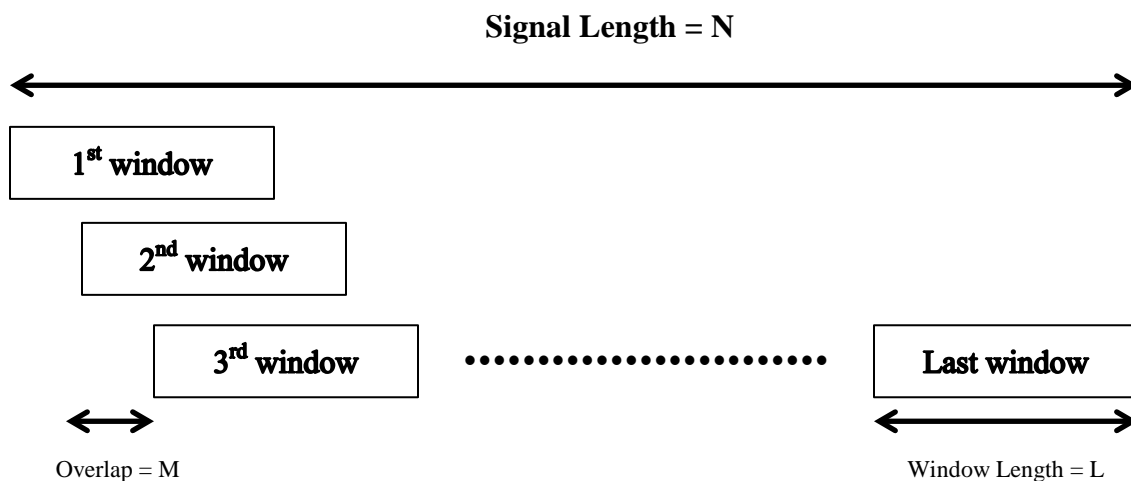 Signal Length = N
1st window
2nd window
3rd window
Last window
Overlap = M
Window Length = L